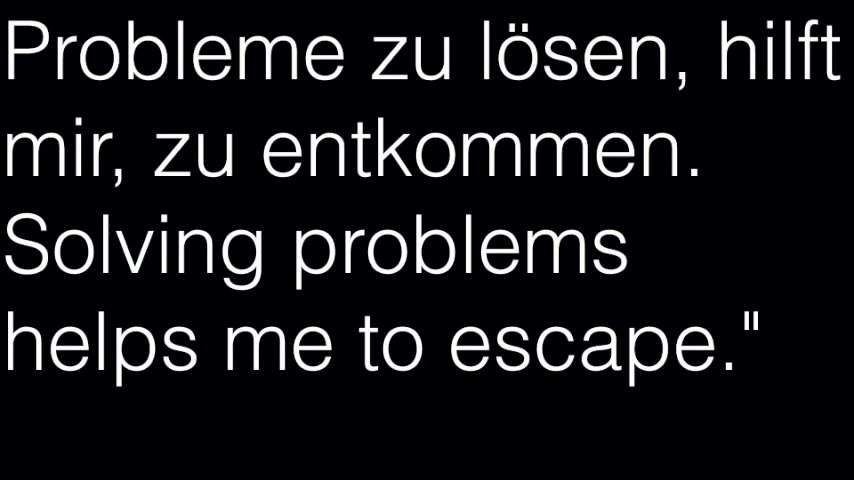 Probleme zu lösen, hilft
mir, zu entkommen.
Solving problems
helps me to escape."